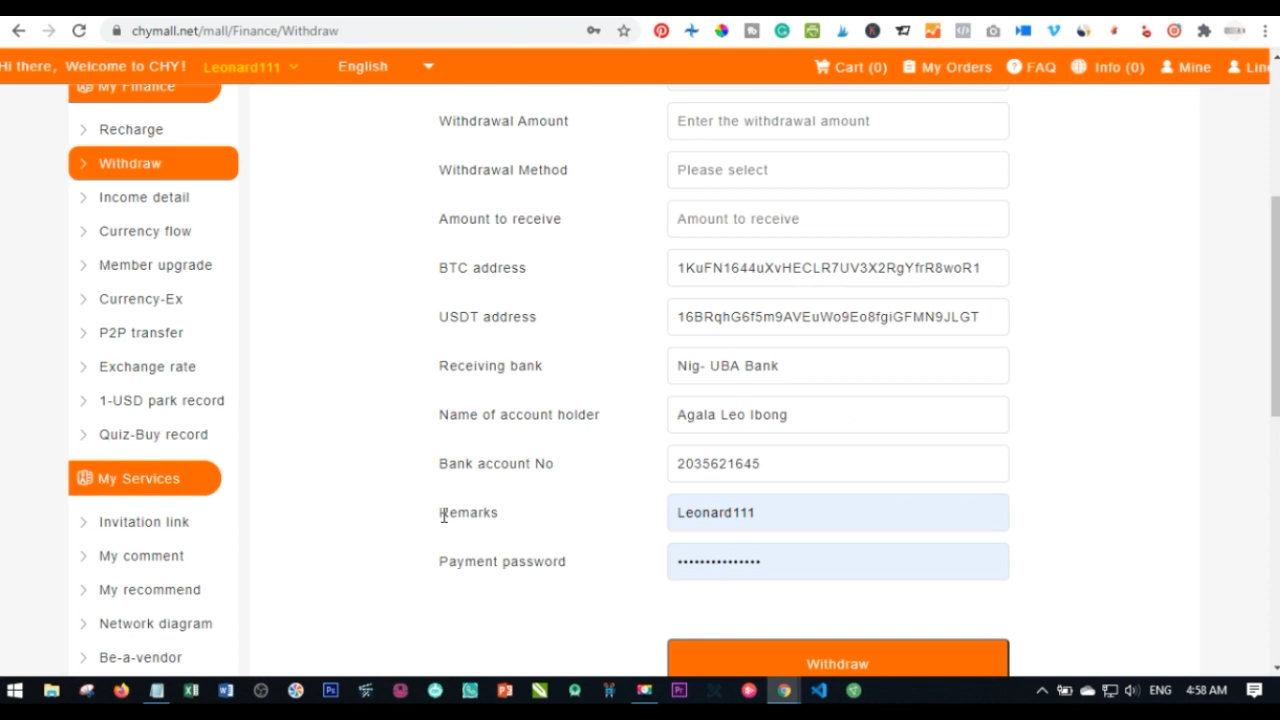 chymall.net/mall/Finance/Withdraw
Hi there, Welcome to CHY! Leonard111 English Cart (0) My Orders FAQ Info (0) Mine Line
My Finance
Recharge
Withdraw
Income detail
Currency flow
Member upgrade
Currency-Ex
P2P transfer
Exchange rate
1-USD park record
Quiz-Buy record
My Services
Invitation link
My comment
My recommend
Network diagram
Be-a-vendor
Withdrawal Amount Enter the withdrawal amount
Withdrawal Method Please select
Amount to receive Amount to receive
BTC address 1KuFN1644uXvHECLR7UV3X2RgYfrR8woR1
USDT address 16BRqhG6f5m9AVEuWo9Eo8fgiGFMN9JLGT
Receiving bank Nig- UBA Bank
Name of account holder Agala Leo Ibong
Bank account No 2035621645
Remarks Leonard111
Payment password •••••••••••••••
Withdraw
ENG 4:58 AM